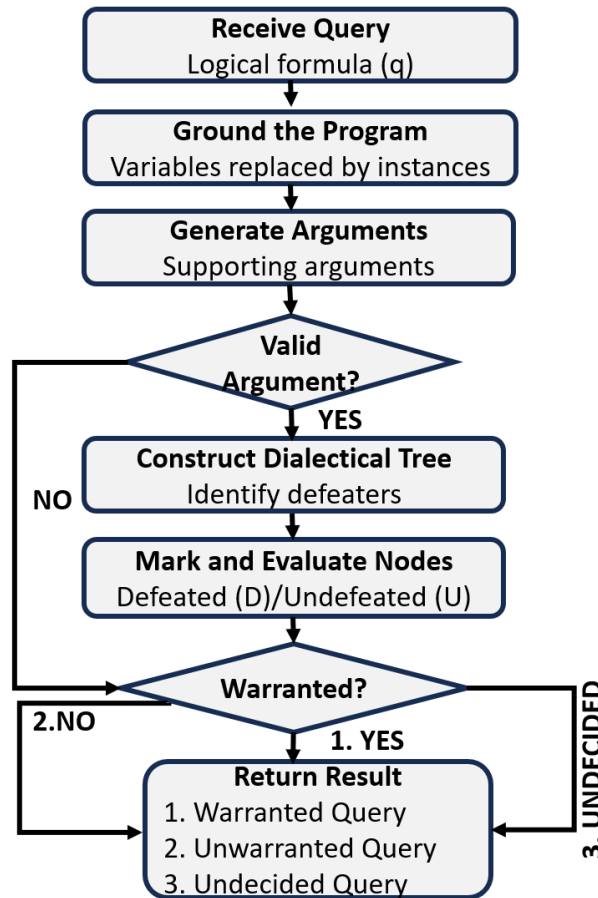 Receive Query
Logical formula (q)
Ground the Program
Variables replaced by instances
Generate Arguments
Supporting arguments
Valid
Argument?
YES
NO
Construct Dialectical Tree
Identify defeaters
Mark and Evaluate Nodes
Defeated (D)/Undefeated (U)
Warranted?
2.NO
1. YES
3. UNDECIDED
Return Result
1. Warranted Query
2. Unwarranted Query
3. Undecided Query